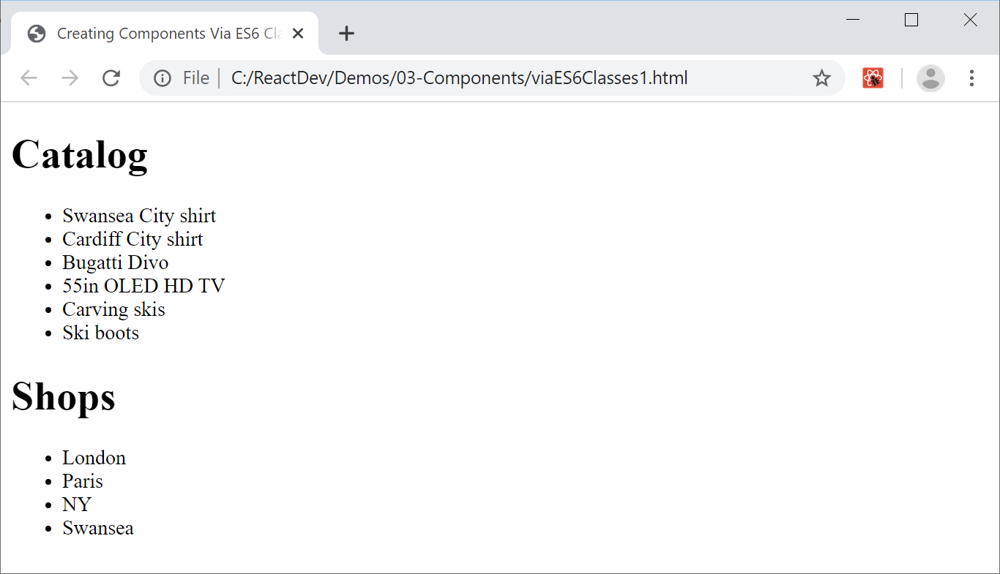 Creating Components Via ES6 Cla
File C:/ReactDev/Demos/03-Components/viaES6Classes1.html
Catalog
Swansea City shirt
Cardiff City shirt
Bugatti Divo
55in OLED HD TV
Carving skis
Ski boots
Shops
London
Paris
NY
Swansea